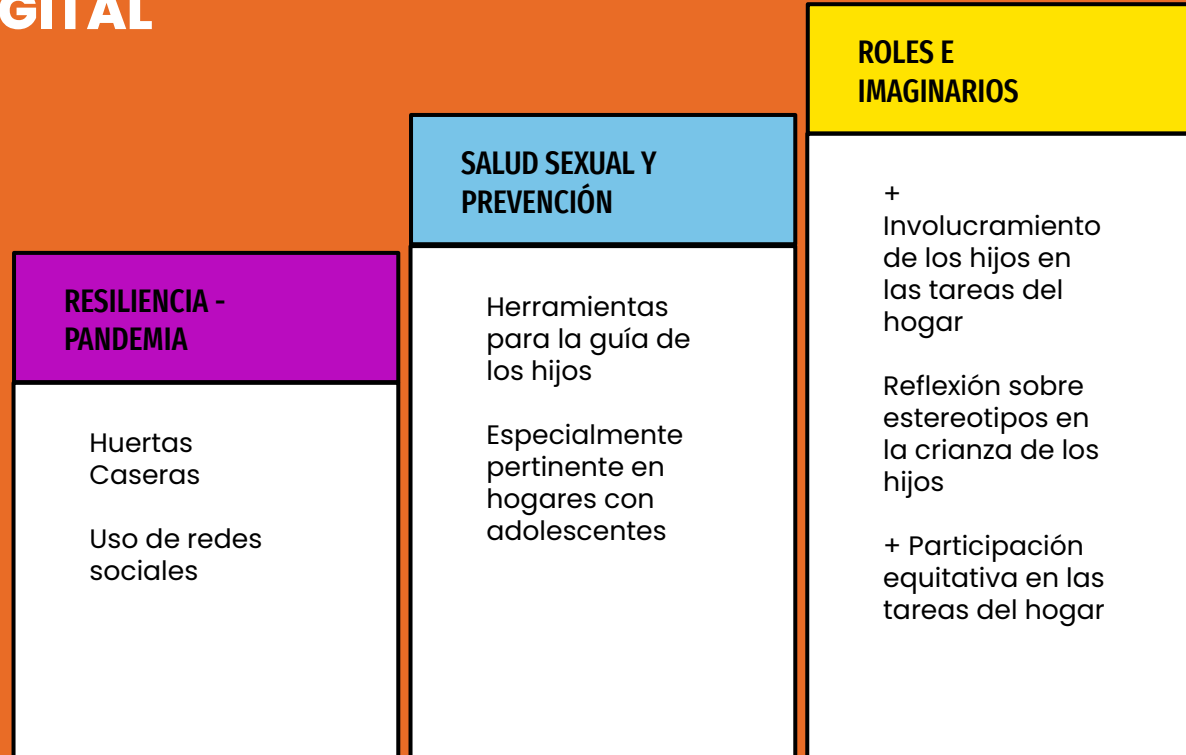 GITAL
RESILIENCIA -
PANDEMIA
Huertas
Caseras
Uso de redes
sociales
SALUD SEXUAL Y
PREVENCIÓN
Herramientas
para la guía de
los hijos
Especialmente
pertinente en
hogares con
adolescentes
ROLES E
IMAGINARIOS
+
Involucramiento
de los hijos en
las tareas del
hogar
Reflexión sobre
estereotipos en
la crianza de los
hijos
+ Participación
equitativa en las
tareas del hogar